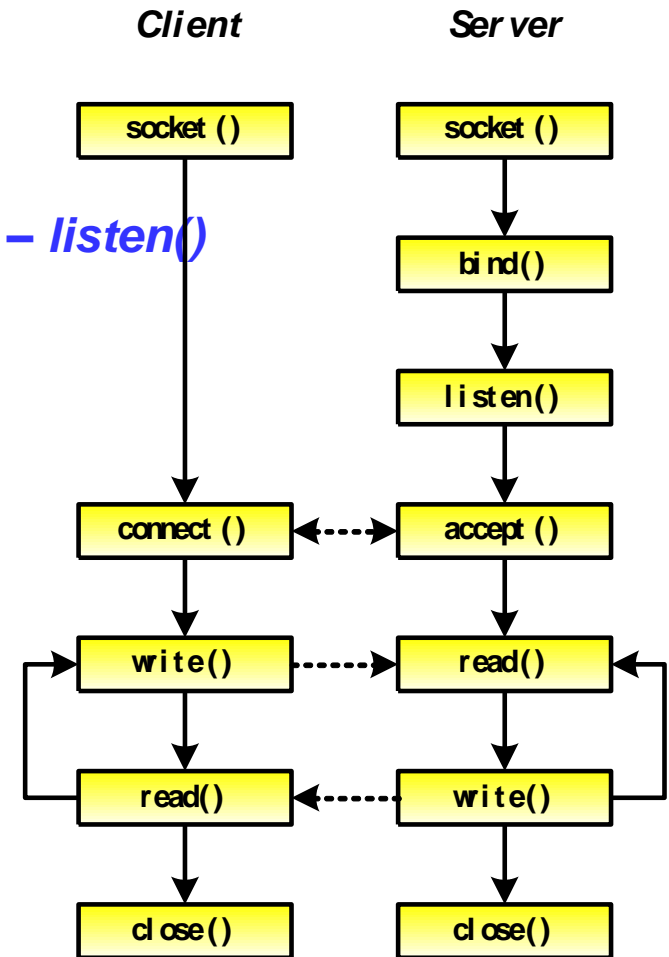 Client Server
socket () socket ()
– listen()
bind()
listen()
connect () accept ()
write() read()
read() write()
close() close()